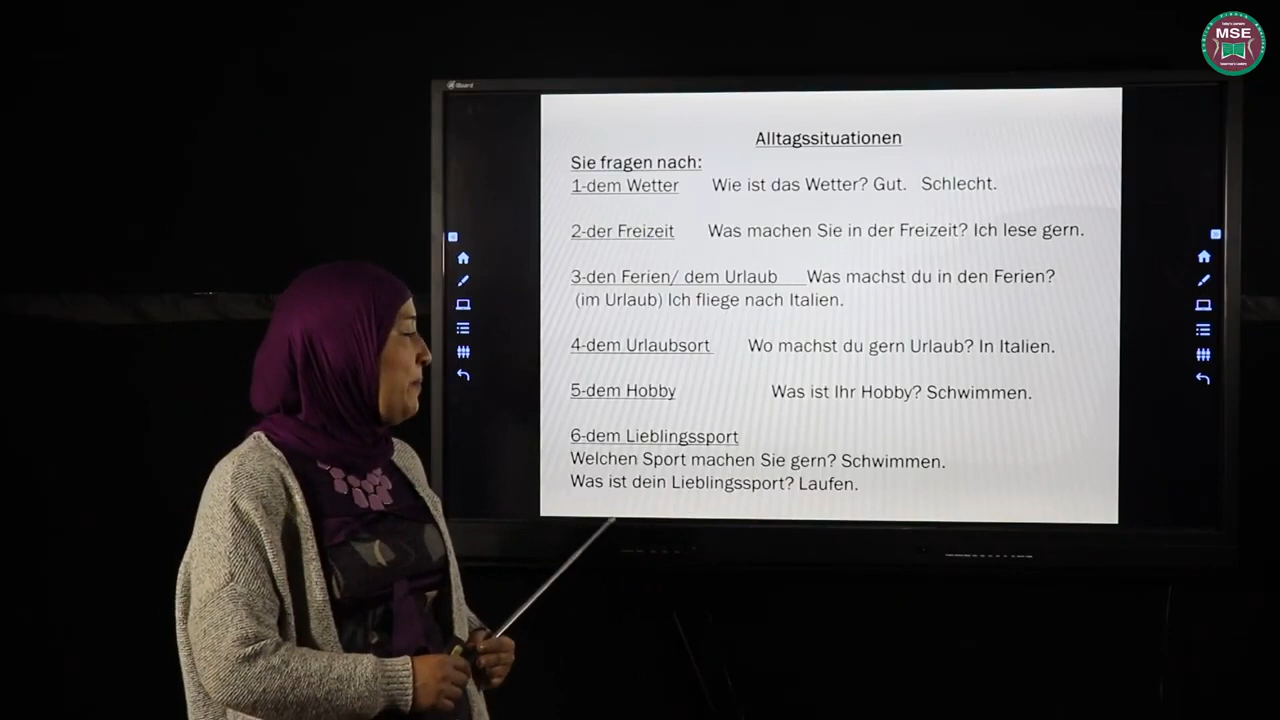 MSE
iBoard
Alltagssituationen
Sie fragen nach:
1-dem Wetter Wie ist das Wetter? Gut. Schlecht.
2-der Freizeit Was machen Sie in der Freizeit? Ich lese gern.
3-den Ferien/ dem Urlaub Was machst du in den Ferien?
(im Urlaub) Ich fliege nach Italien.
4-dem Urlaubsort Wo machst du gern Urlaub? In Italien.
5-dem Hobby Was ist Ihr Hobby? Schwimmen.
6-dem Lieblingssport
Welchen Sport machen Sie gern? Schwimmen.
Was ist dein Lieblingssport? Laufen.